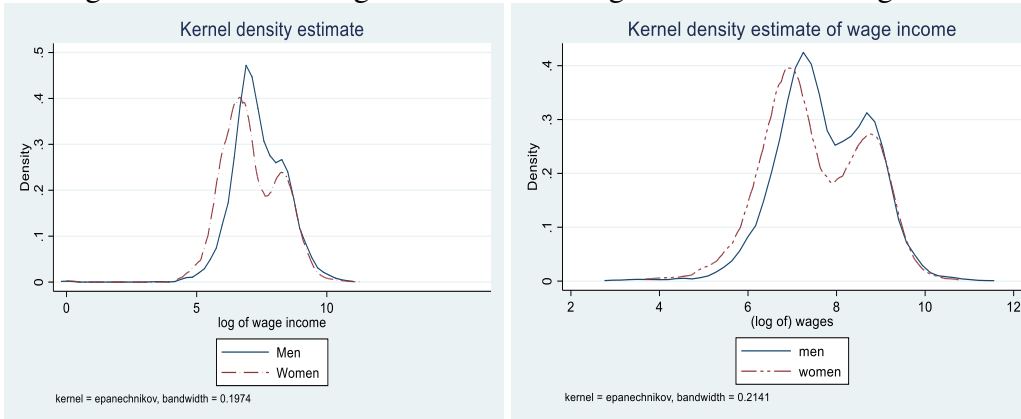 Kernel density estimate
Density
.5
.4
.3
.2
.1
0
0 5 10
log of wage income
Men
Women
kernel = epanechnikov, bandwidth = 0.1974
Kernel density estimate of wage income
Density
.4
.3
.2
.1
0
2 4 6 8 10 12
(log of) wages
men
women
kernel = epanechnikov, bandwidth = 0.2141